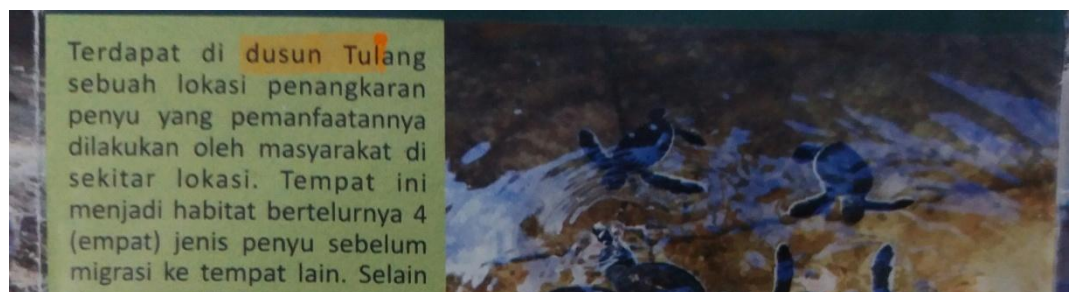 Terdapat di dusun Tulang
sebuah lokasi penangkaran
penyu yang pemanfaatannya
dilakukan oleh masyarakat di
sekitar lokasi. Tempat ini
menjadi habitat bertelurnya 4
(empat) jenis penyu sebelum
migrasi ke tempat lain. Selain